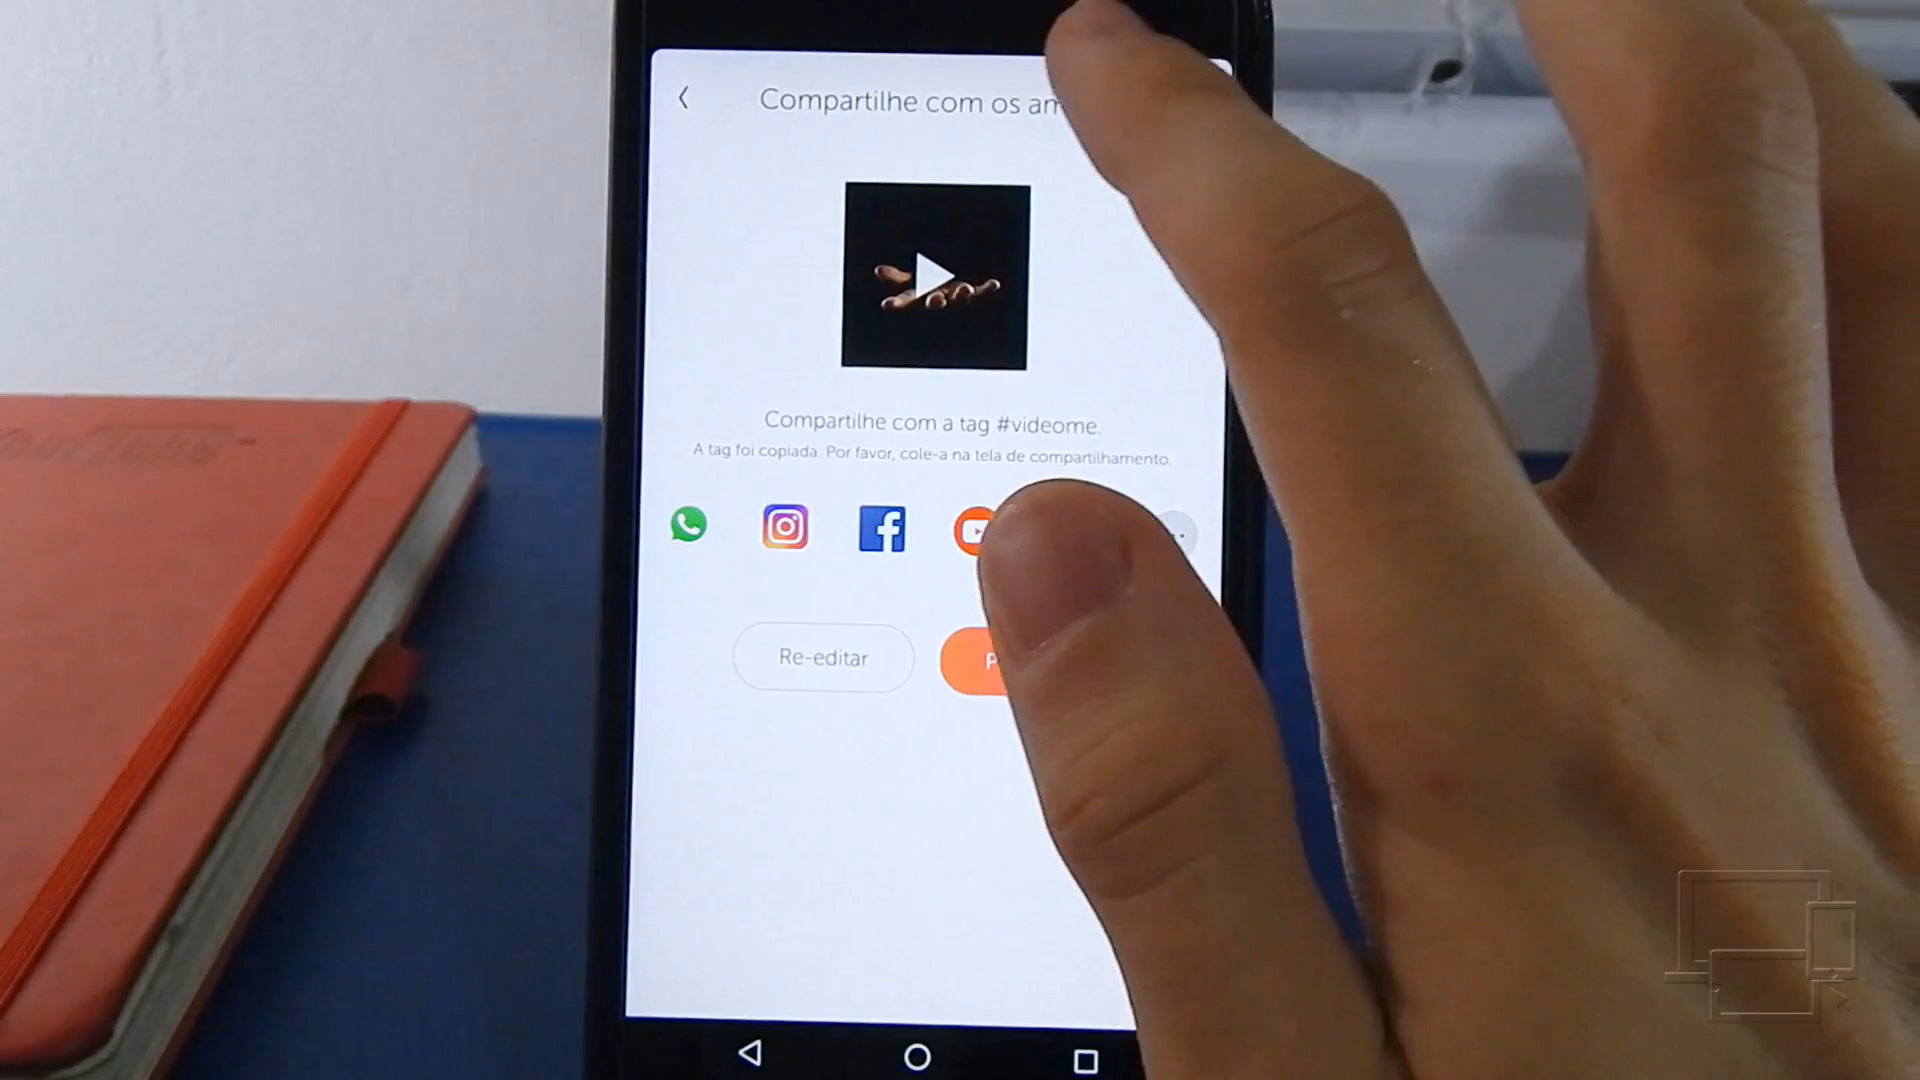 Compartilhe com os am
Compartilhe com a tag #videome.
A tag foi copiada. Por favor, cole-a na tela de compartilhamento.
Re-editar
P